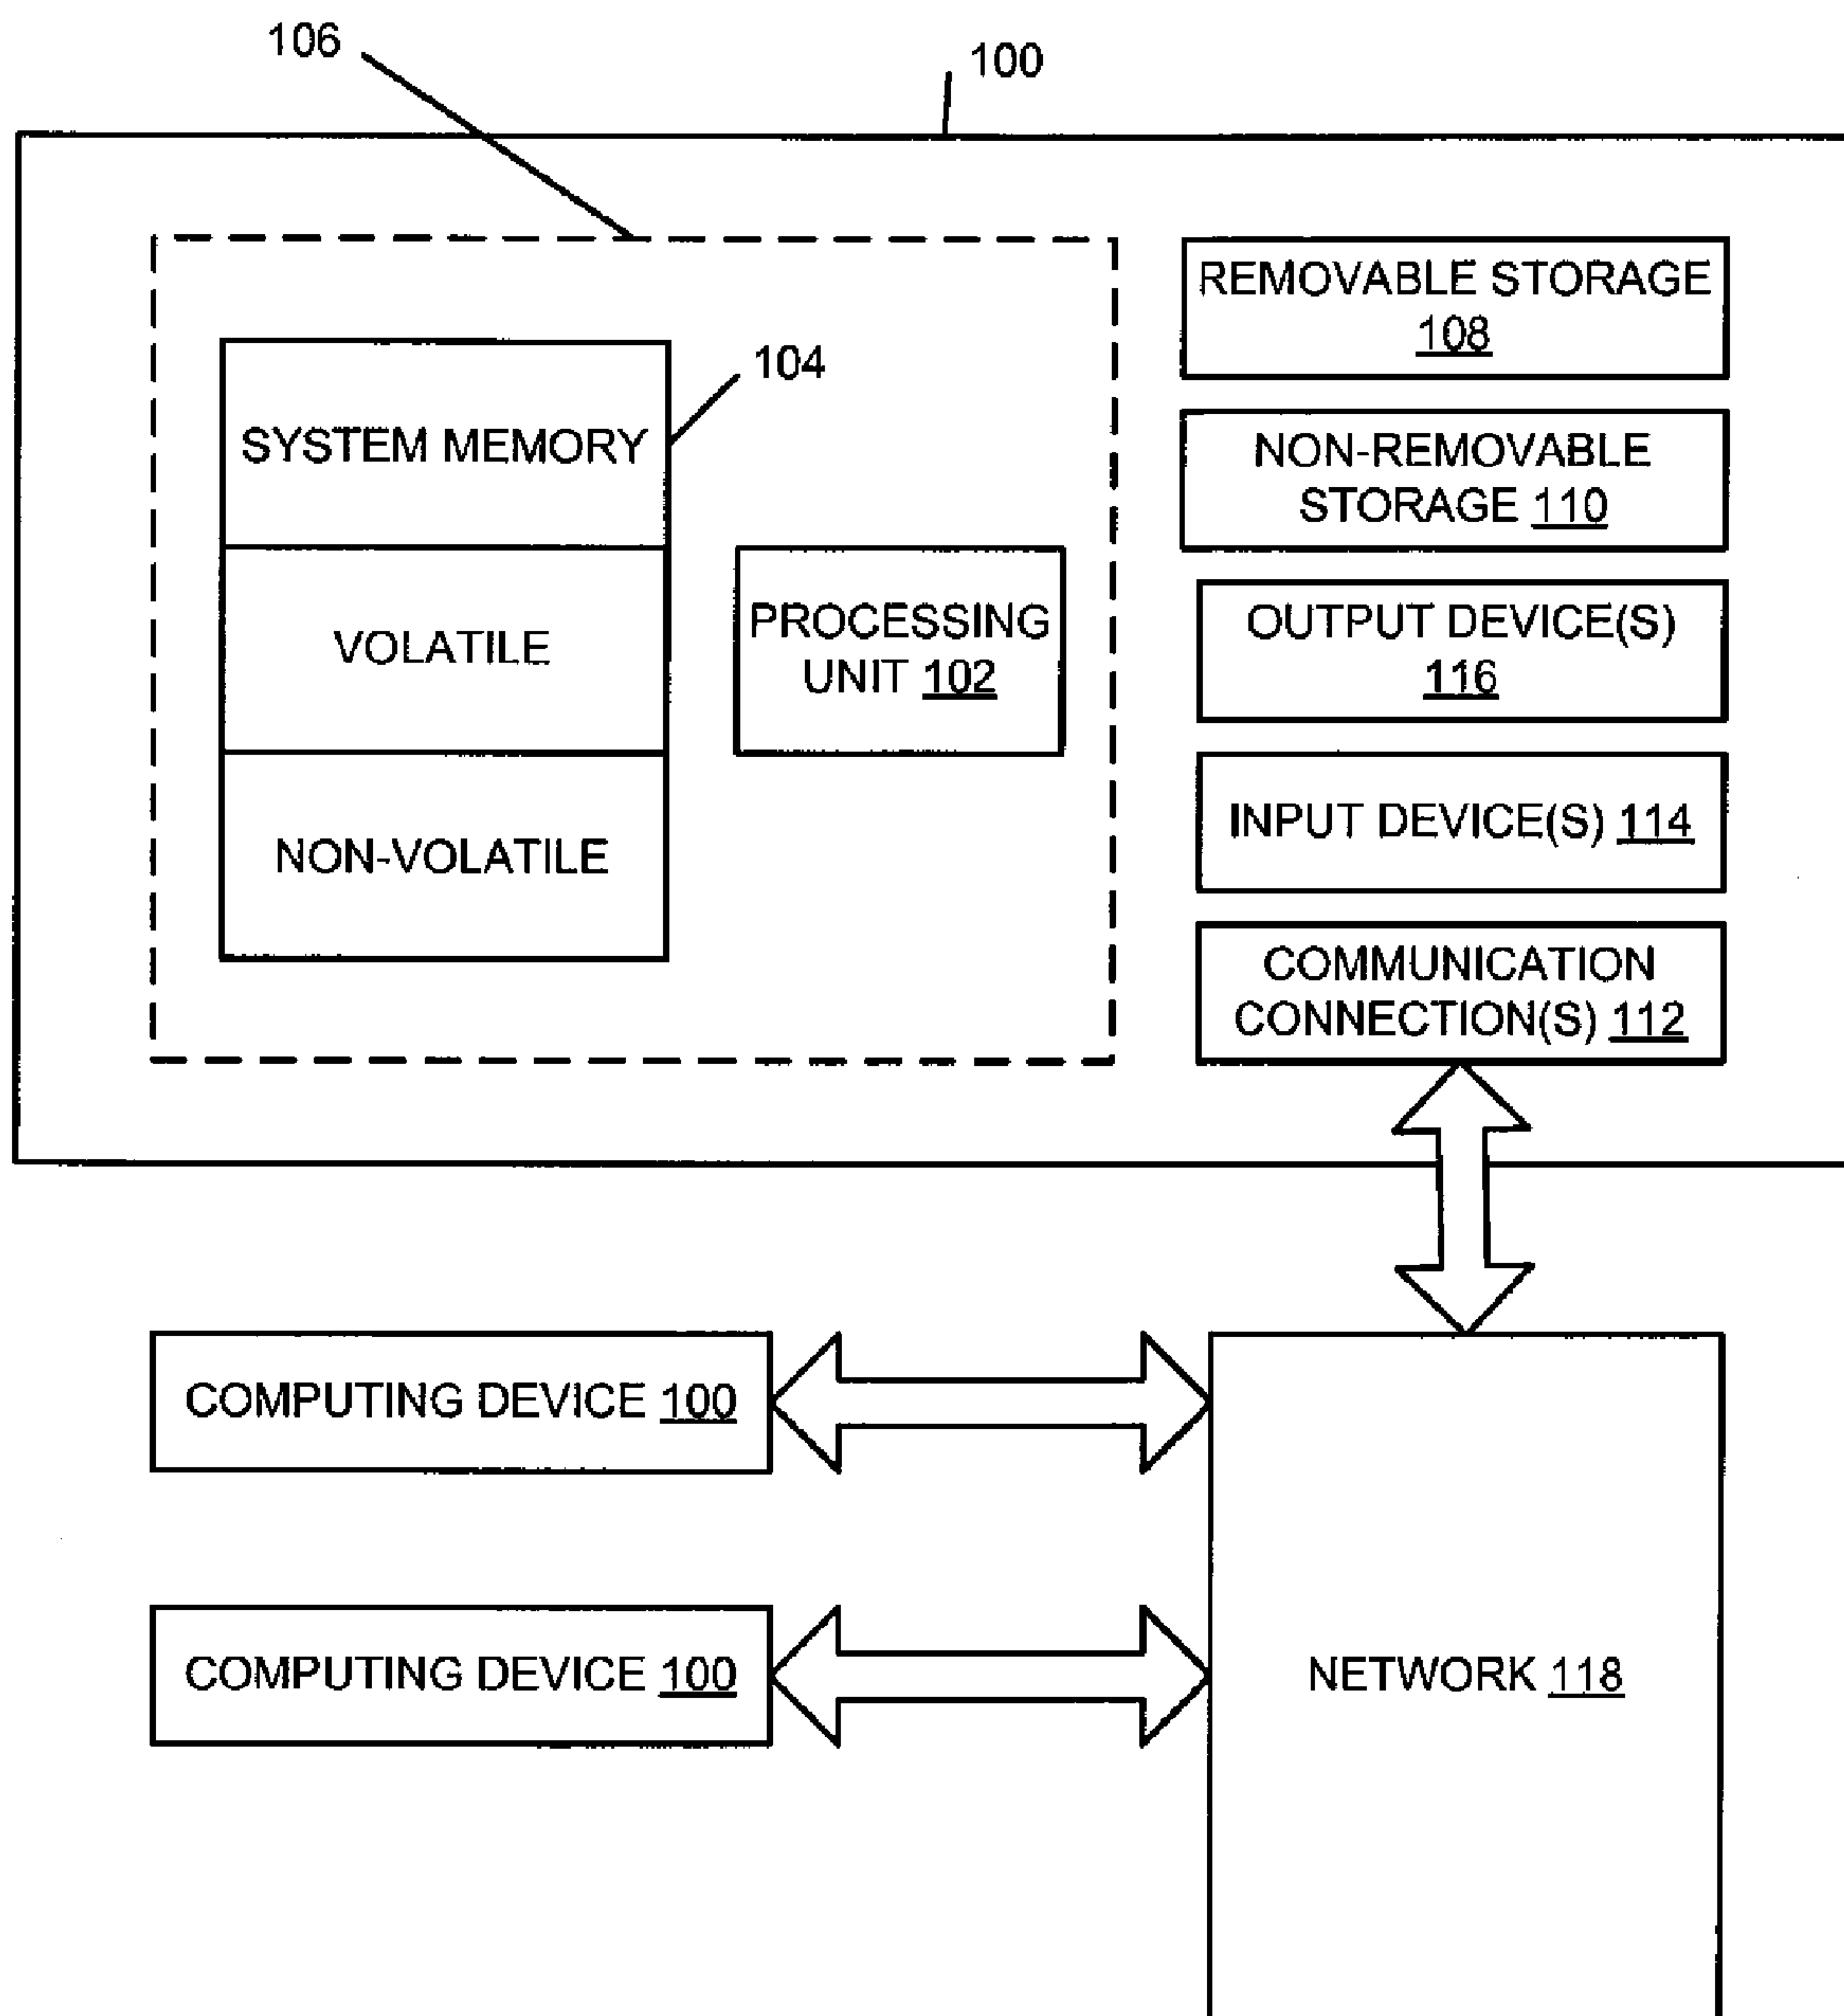 106
100
REMOVABLE STORAGE
108
104
SYSTEM MEMORY
NON-REMOVABLE
STORAGE 110
VOLATILE
PROCESSING
UNIT 102
OUTPUT DEVICE(S)
116
NON-VOLATILE
INPUT DEVICE(S) 114
COMMUNICATION
CONNECTION(S) 112
COMPUTING DEVICE 100
COMPUTING DEVICE 100
NETWORK 118